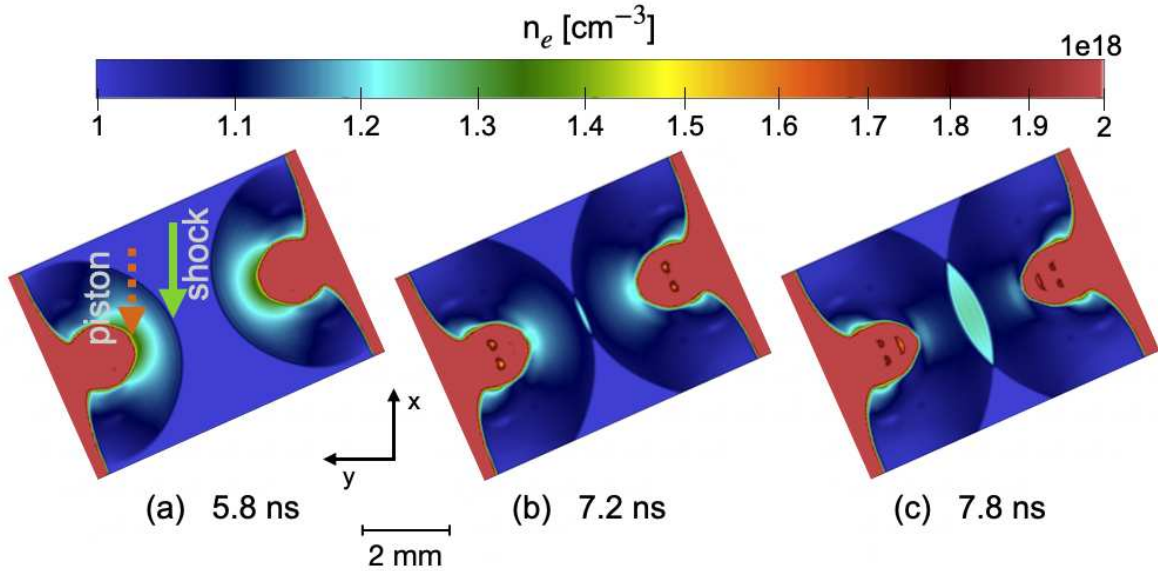 nₑ [cm⁻³]
1e18
1 1.1 1.2 1.3 1.4 1.5 1.6 1.7 1.8 1.9 2
piston
shock
x
y
(a) 5.8 ns
(b) 7.2 ns
(c) 7.8 ns
2 mm